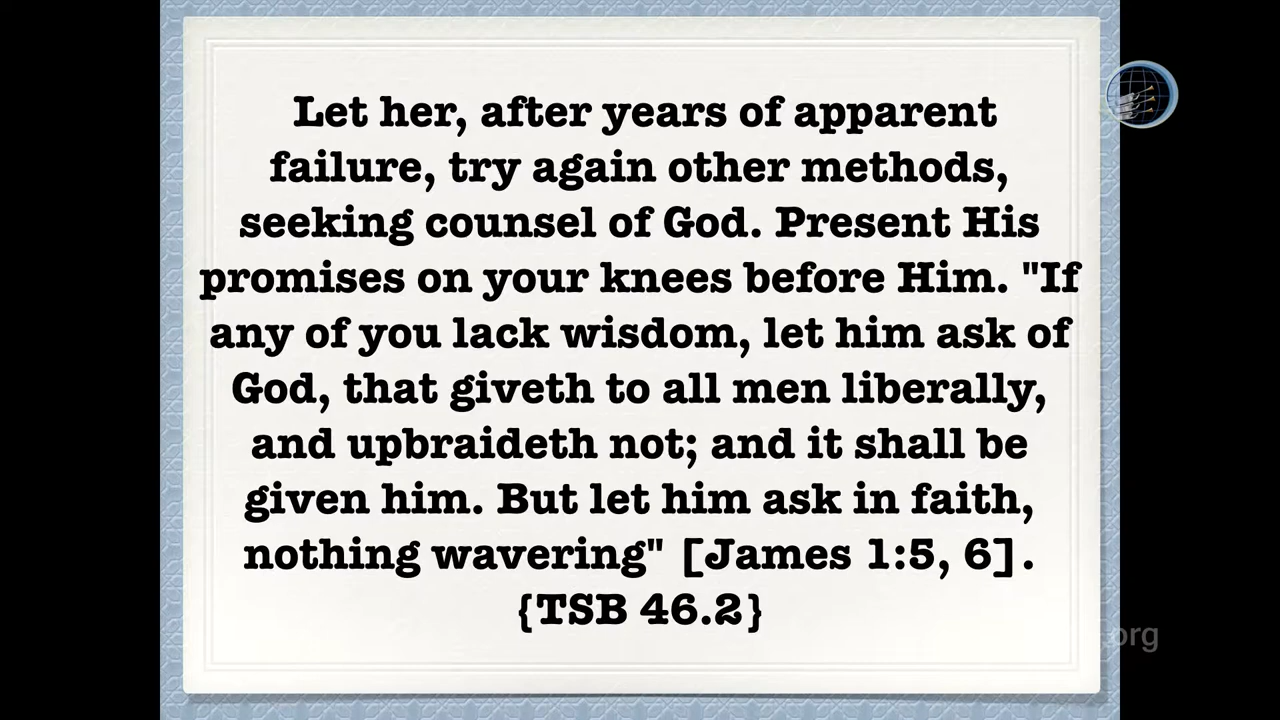 Let her, after years of apparent
failure, try again other methods,
seeking counsel of God. Present His
promises on your knees before Him. "If
any of you lack wisdom, let him ask of
God, that giveth to all men liberally,
and upbraideth not; and it shall be
given him. But let him ask in faith,
nothing wavering" [James 1:5, 6].
{TSB 46.2}
.org